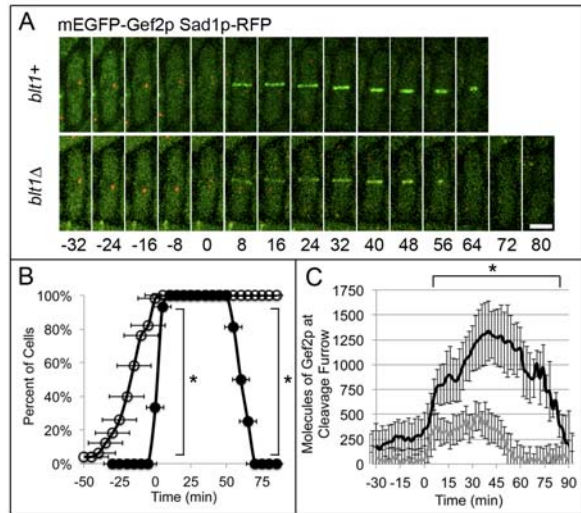 A
mEGFP-Gef2p Sad1p-RFP
blt1+
blt1Δ
-32 -24 -16 -8 0 8 16 24 32 40 48 56 64 72 80
B
Percent of Cells
100%
80%
60%
40%
20%
0%
*
*
-50 -25 0 25 50 75
Time (min)
C
*
Molecules of Gef2p at
Cleavage Furrow
1750
1500
1250
1000
750
500
250
0
-30 -15 0 15 30 45 60 75 90
Time (min)